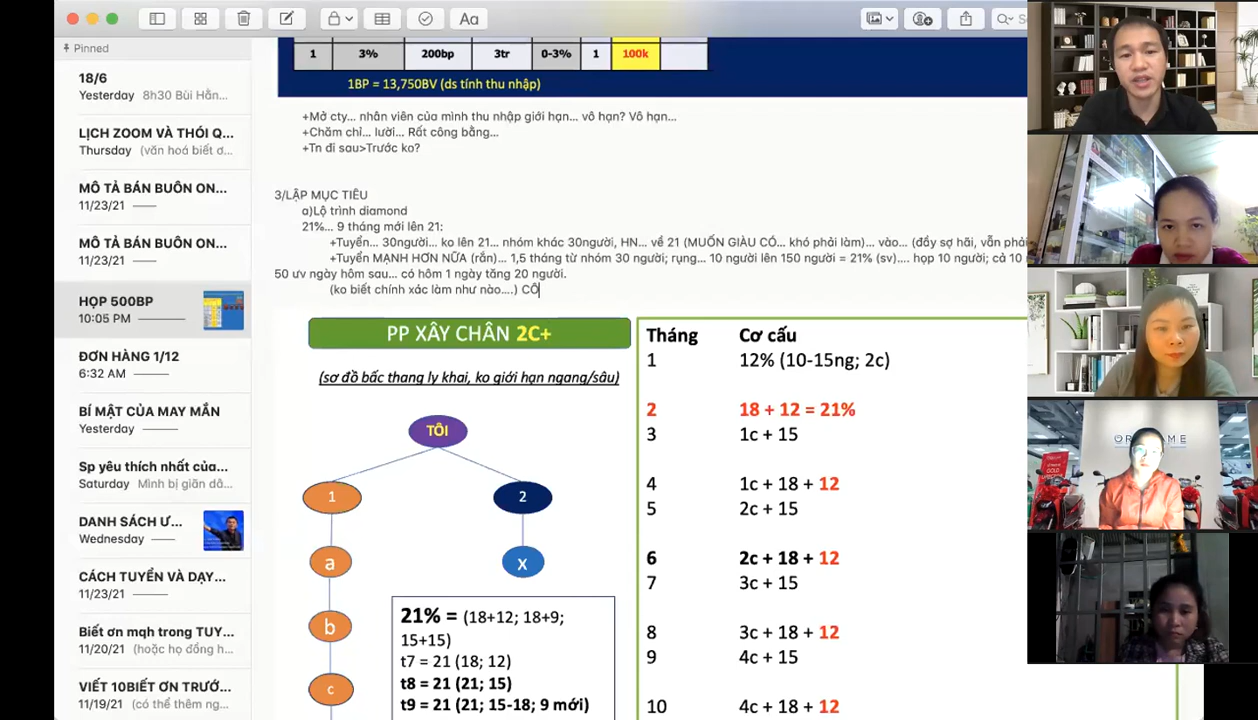 Aa
Pinned
18/6
Yesterday 8h30 Bùi Hằn...
LỊCH ZOOM VÀ THÓI Q...
Thursday (văn hoá biết ơ...
MÔ TẢ BÁN BUÔN ON...
11/23/21
MÔ TẢ BÁN BUÔN ON...
11/23/21
HỌP 500BP
10:05 PM
ĐƠN HÀNG 1/12
6:32 AM
BÍ MẬT CỦA MAY MẮN
Yesterday
Sp yêu thích nhất của...
Saturday Mình bị giãn dâ...
DANH SÁCH Ư...
Wednesday
CÁCH TUYỂN VÀ DẠY...
11/23/21
Biết ơn mqh trong TUY...
11/20/21 (hoặc họ đồng h...
VIẾT 10BIẾT ƠN TRƯỚ...
11/19/21 (có thể thêm ng...
1 3% 200bp 3tr 0-3% 1 100k
1BP = 13,750BV (ds tính thu nhập)
+Mở cty... nhân viên của mình thu nhập giới hạn... vô hạn? Vô hạn...
+Chăm chỉ... lười... Rất công bằng...
+Tn đi sau>Trước ko?
3/LẬP MỤC TIÊU
a)Lộ trình diamond
21%... 9 tháng mới lên 21:
+Tuyển... 30người... ko lên 21... nhóm khác 30người, HN... về 21 (MUỐN GIÀU CÓ... khó phải làm)... vào... (đầy sợ hãi, vẫn phải
+Tuyển MẠNH HƠN NỮA (rắn)... 1,5 tháng từ nhóm 30 người; rụng... 10 người lên 150 người = 21% (sv).... họp 10 người; cả 10 n
50 ưv ngày hôm sau... có hôm 1 ngày tăng 20 người.
(ko biết chính xác làm như nào....) CÔ
PP XÂY CHÂN 2C+
(sơ đồ bấc thang ly khai, ko giới hạn ngang/sâu)
TÔI
1 2
a x
b
c
21% = (18+12; 18+9;
15+15)
t7 = 21 (18; 12)
t8 = 21 (21; 15)
t9 = 21 (21; 15-18; 9 mới)
Tháng Cơ cấu
1 12% (10-15ng; 2c)
2 18 + 12 = 21%
3 1c + 15
4 1c + 18 + 12
5 2c + 15
6 2c + 18 + 12
7 3c + 15
8 3c + 18 + 12
9 4c + 15
10 4c + 18 + 12